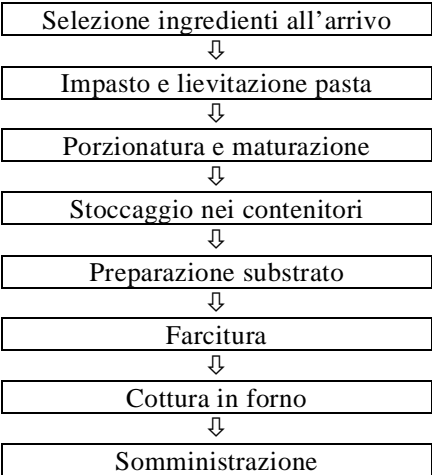 Selezione ingredienti all'arrivo
⇩
Impasto e lievitazione pasta
⇩
Porzionatura e maturazione
⇩
Stoccaggio nei contenitori
⇩
Preparazione substrato
⇩
Farcitura
⇩
Cottura in forno
⇩
Somministrazione